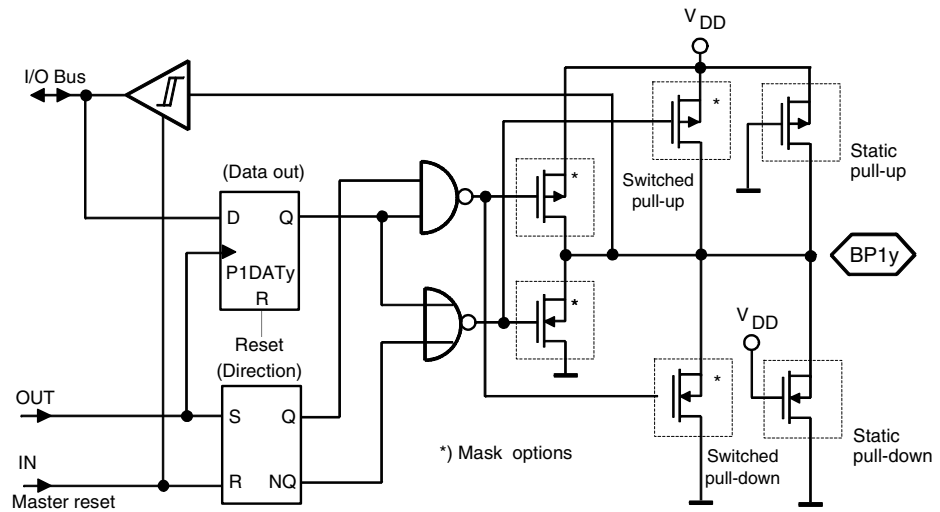 V DD
I/O Bus
*
*
(Data out)
Static
pull-up
Switched
pull-up
D
Q
P1DATy
R
BP1y
*
V DD
Reset
(Direction)
*
OUT
S
Q
*) Mask options
Static
pull-down
Switched
pull-down
IN
R
NQ
Master reset